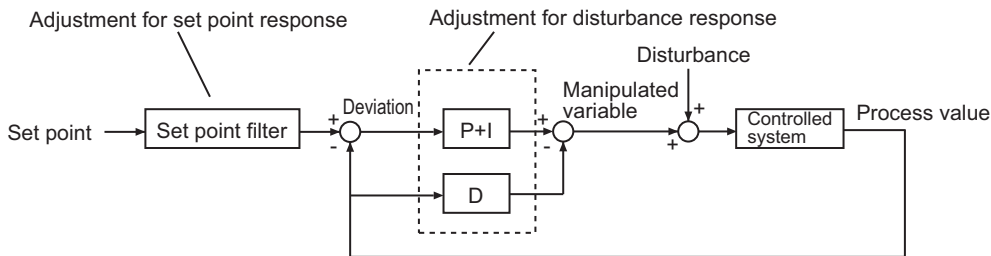 Adjustment for set point response
Adjustment for disturbance response
Disturbance
Manipulated
variable
Deviation
Set point
Set point filter
+
-
P+I
D
+
-
+
+
Controlled
system
Process value